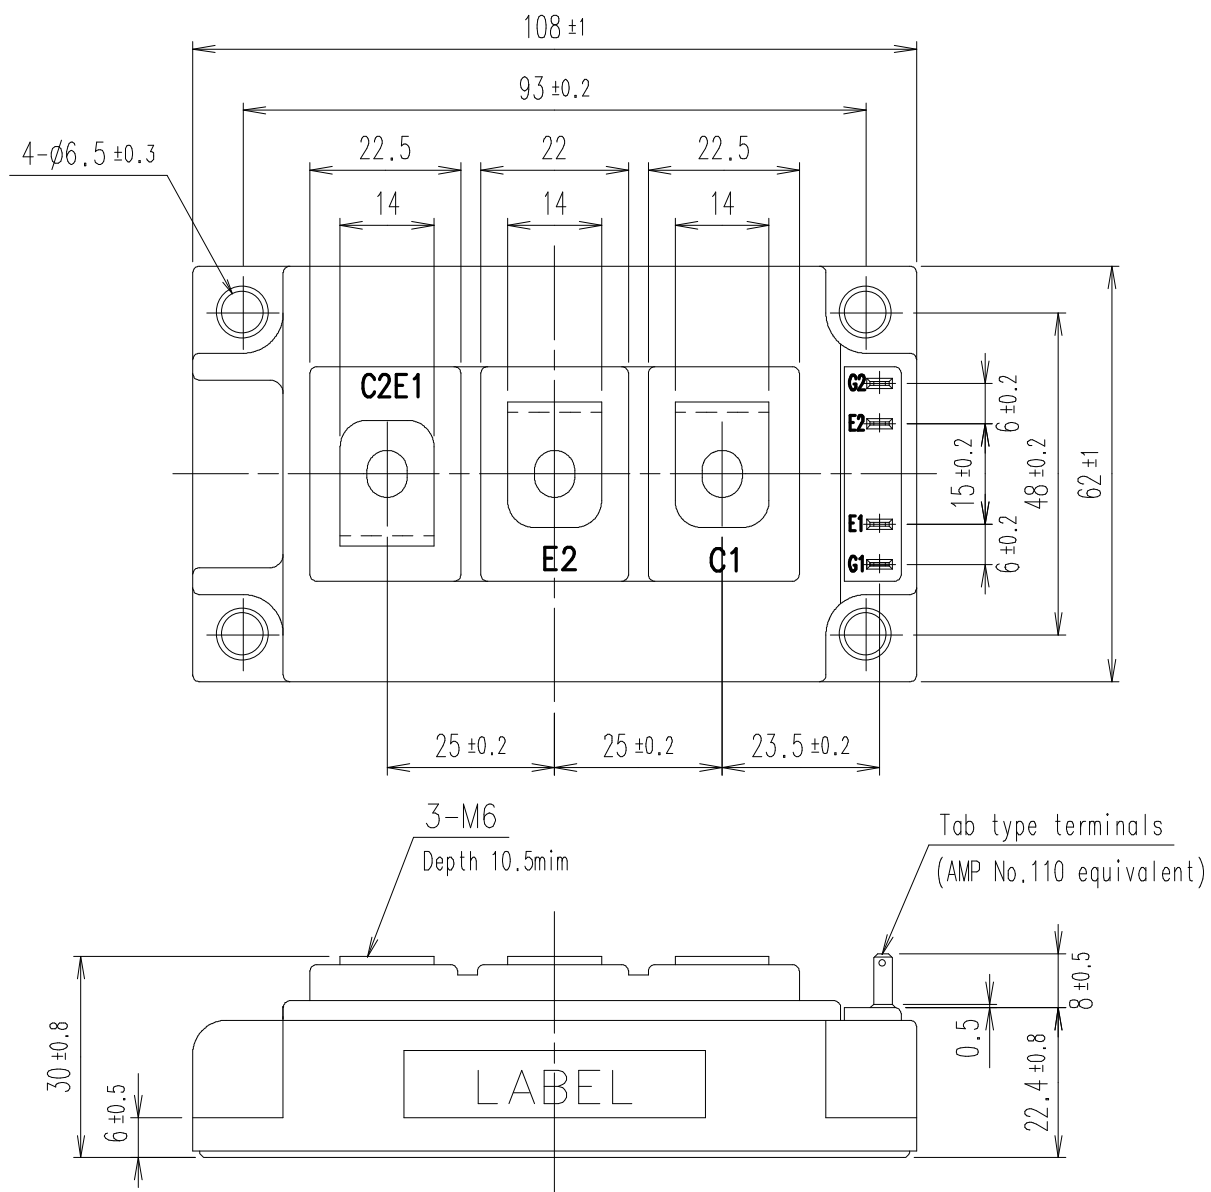 108 ±1
93 ±0.2
4-Ø6.5 ±0.3
22.5
22
22.5
14
14
14
C2E1
E2
C1
G2
E2
E1
G1
6 ±0.2
15 ±0.2
6 ±0.2
48 ±0.2
62 ±1
25 ±0.2
25 ±0.2
23.5 ±0.2
3-M6
Depth 10.5mim
Tab type terminals
(AMP No.110 equivalent)
30 ±0.8
6 ±0.5
LABEL
8 ±0.5
0.5
22.4 ±0.8